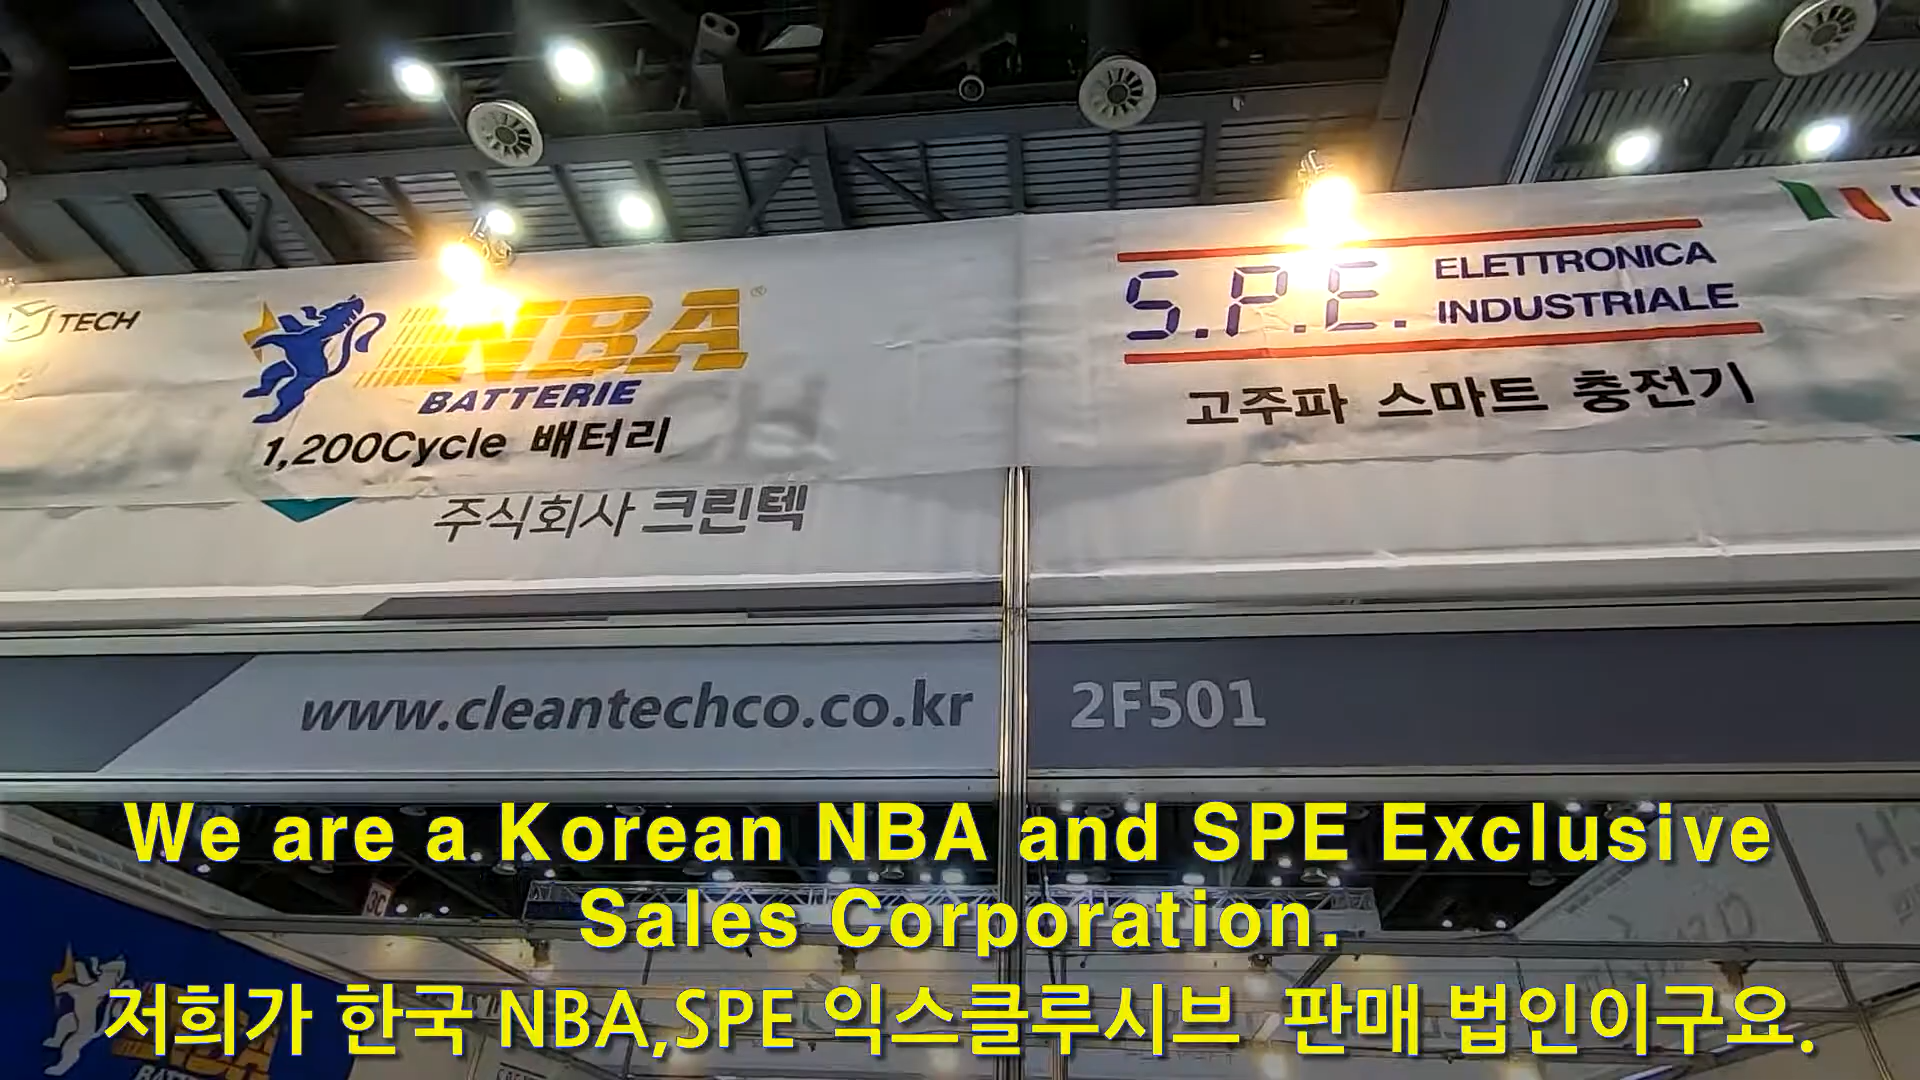 TECH
NBA®
BATTERIE
1,200Cycle 배터리
주식회사 크린텍
S.P.E. ELETTRONICA
INDUSTRIALE
고주파 스마트 충전기
www.cleantechco.co.kr
2F501
3C
We are a Korean NBA and SPE Exclusive
Sales Corporation.
저희가 한국 NBA,SPE 익스클루시브 판매 법인이구요.
NBA